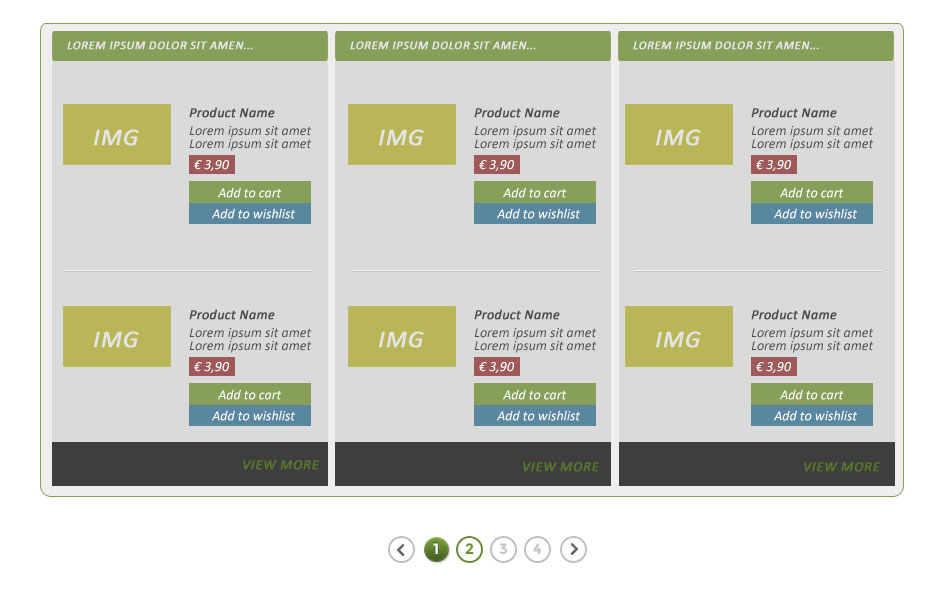 LOREM IPSUM DOLOR SIT AMEN...
LOREM IPSUM DOLOR SIT AMEN...
LOREM IPSUM DOLOR SIT AMEN...
IMG
Product Name
Lorem ipsum sit amet
Lorem ipsum sit amet
€ 3,90
Add to cart
Add to wishlist
IMG
Product Name
Lorem ipsum sit amet
Lorem ipsum sit amet
€ 3,90
Add to cart
Add to wishlist
IMG
Product Name
Lorem ipsum sit amet
Lorem ipsum sit amet
€ 3,90
Add to cart
Add to wishlist
IMG
Product Name
Lorem ipsum sit amet
Lorem ipsum sit amet
€ 3,90
Add to cart
Add to wishlist
IMG
Product Name
Lorem ipsum sit amet
Lorem ipsum sit amet
€ 3,90
Add to cart
Add to wishlist
IMG
Product Name
Lorem ipsum sit amet
Lorem ipsum sit amet
€ 3,90
Add to cart
Add to wishlist
VIEW MORE
VIEW MORE
VIEW MORE
1 2 3 4